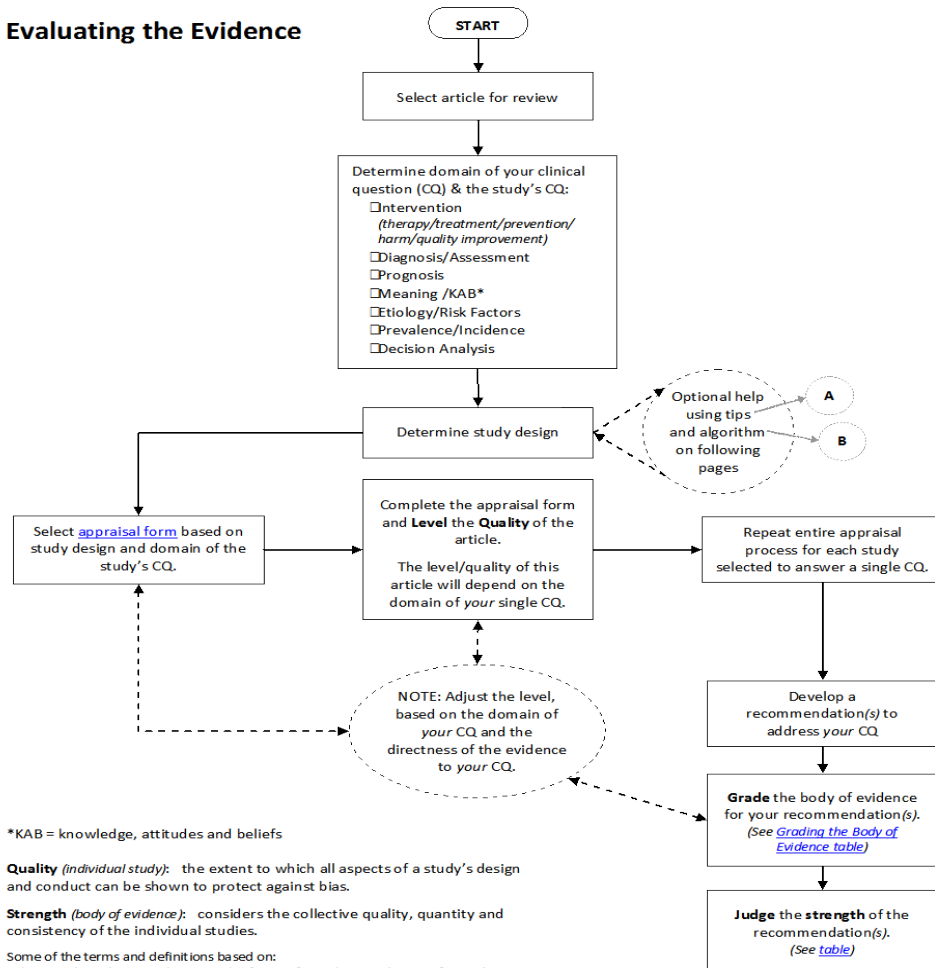 Evaluating the Evidence
START
Select article for review
Determine domain of your clinical
question (CQ) & the study's CQ:
☐Intervention
(therapy/treatment/prevention/
harm/quality improvement)
☐Diagnosis/Assessment
☐Prognosis
☐Meaning /KAB*
☐Etiology/Risk Factors
☐Prevalence/Incidence
☐Decision Analysis
Determine study design
Optional help
using tips
and algorithm
on following
pages
A
B
Select appraisal form based on
study design and domain of the
study's CQ.
Complete the appraisal form
and Level the Quality of the
article.
The level/quality of this
article will depend on the
domain of your single CQ.
Repeat entire appraisal
process for each study
selected to answer a single CQ.
NOTE: Adjust the level,
based on the domain of
your CQ and the
directness of the evidence
to your CQ.
Develop a
recommendation(s) to
address your CQ
Grade the body of evidence
for your recommendation(s).
(See Grading the Body of
Evidence table)
Judge the strength of the
recommendation(s).
(See table)
*KAB = knowledge, attitudes and beliefs
Quality (individual study): the extent to which all aspects of a study's design
and conduct can be shown to protect against bias.
Strength (body of evidence): considers the collective quality, quantity and
consistency of the individual studies.
Some of the terms and definitions based on: